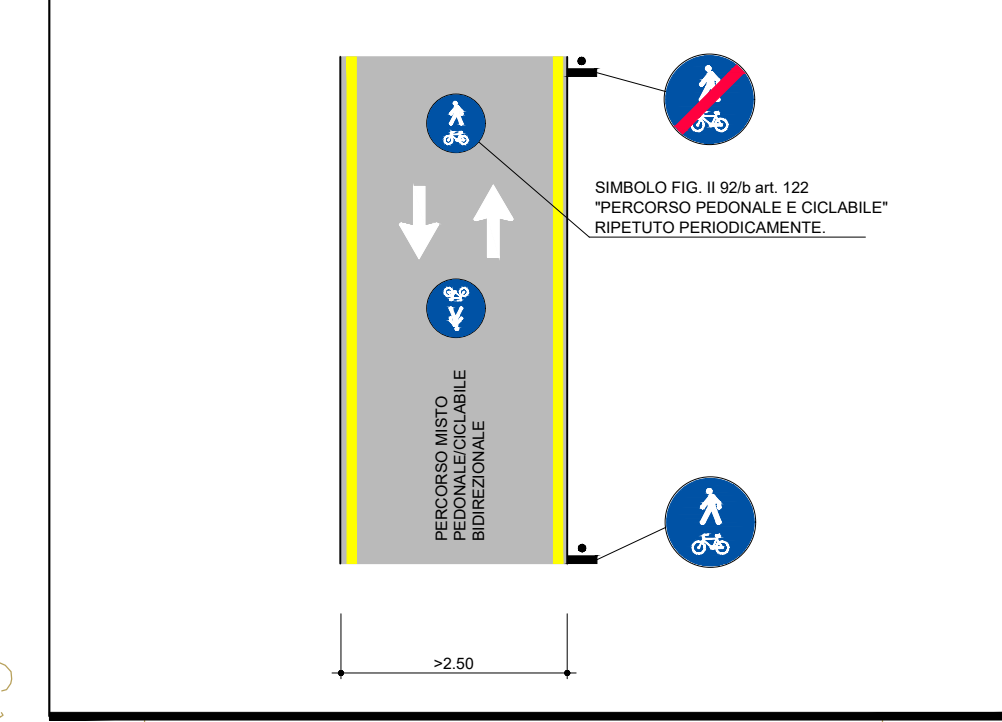 SIMBOLO FIG. II 92/b art. 122
"PERCORSO PEDONALE E CICLABILE"
RIPETUTO PERIODICAMENTE.
PERCORSO MISTO
PEDONALE/CICLABILE
BIDIREZIONALE
>2.50